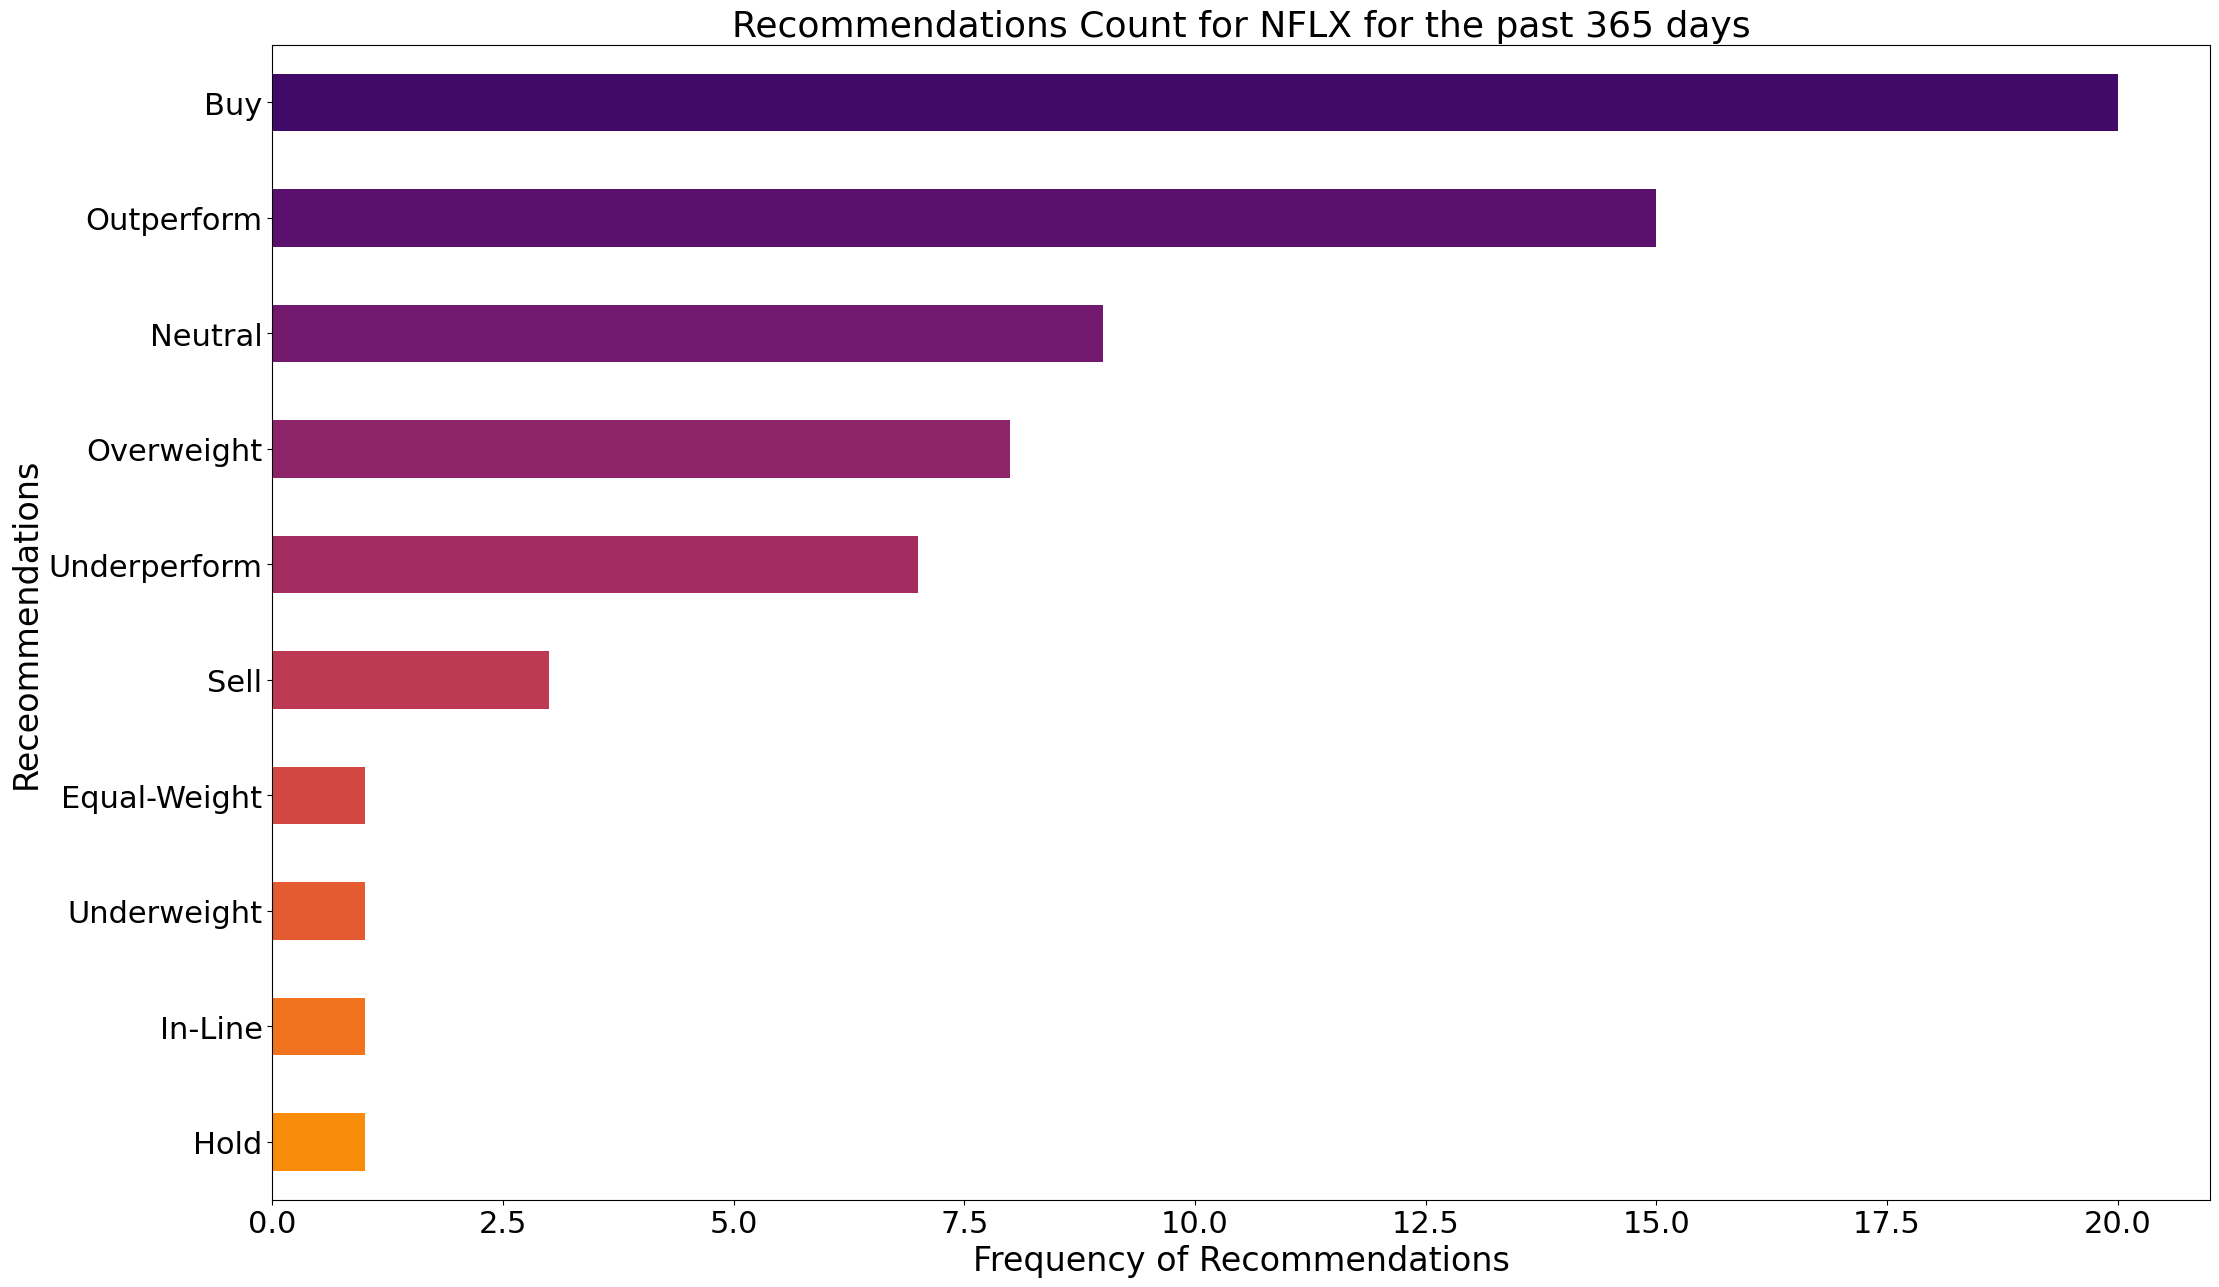 Recommendations Count for NFLX for the past 365 days
Buy
Outperform
Neutral
Overweight
Underperform
Sell
Equal-Weight
Underweight
In-Line
Hold
Receommendations
0.0 2.5 5.0 7.5 10.0 12.5 15.0 17.5 20.0
Frequency of Recommendations